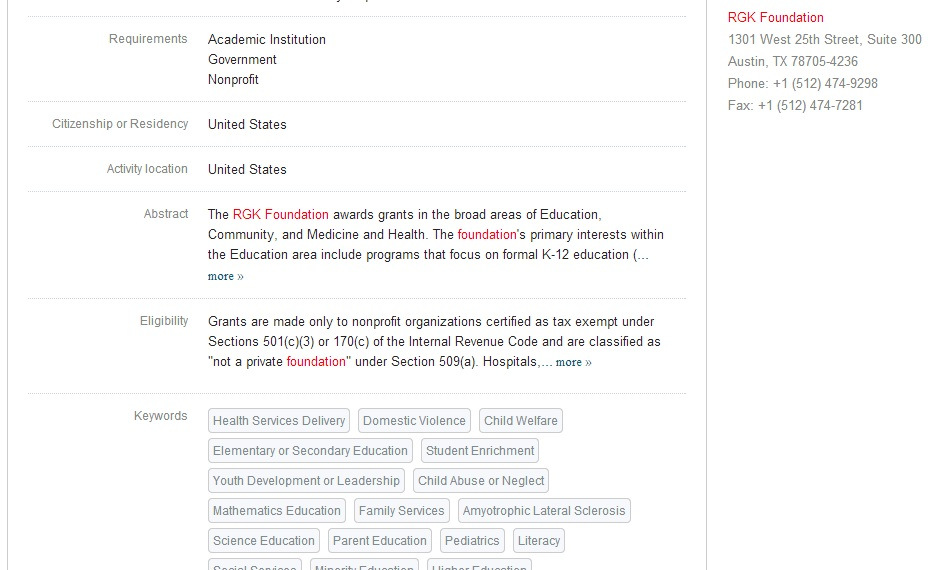 Requirements
Academic Institution
Government
Nonprofit
Citizenship or Residency
United States
Activity location
United States
Abstract
The RGK Foundation awards grants in the broad areas of Education,
Community, and Medicine and Health. The foundation's primary interests within
the Education area include programs that focus on formal K-12 education (...
more »
Eligibility
Grants are made only to nonprofit organizations certified as tax exempt under
Sections 501(c)(3) or 170(c) of the Internal Revenue Code and are classified as
"not a private foundation" under Section 509(a). Hospitals,... more »
Keywords
Health Services Delivery Domestic Violence Child Welfare
Elementary or Secondary Education Student Enrichment
Youth Development or Leadership Child Abuse or Neglect
Mathematics Education Family Services Amyotrophic Lateral Sclerosis
Science Education Parent Education Pediatrics Literacy
Social Services Minority Education Higher Education
RGK Foundation
1301 West 25th Street, Suite 300
Austin, TX 78705-4236
Phone: +1 (512) 474-9298
Fax: +1 (512) 474-7281